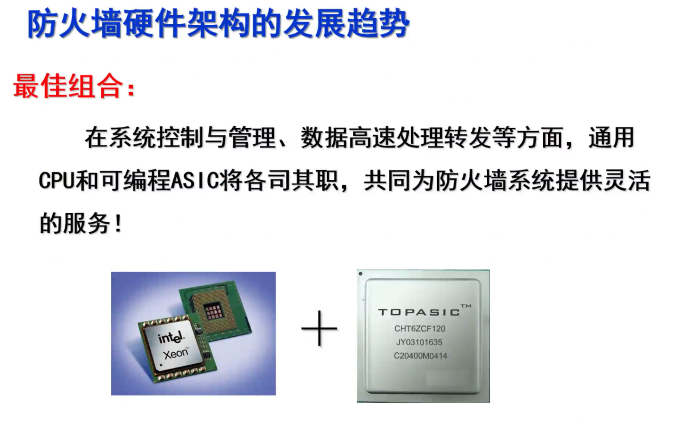 防火墙硬件架构的发展趋势
最佳组合：
在系统控制与管理、数据高速处理转发等方面，通用
CPU和可编程ASIC将各司其职，共同为防火墙系统提供灵活
的服务！
intel
Xeon™
+
TOPASIC™
CHT6ZCF120
JY03101635
C20400M0414